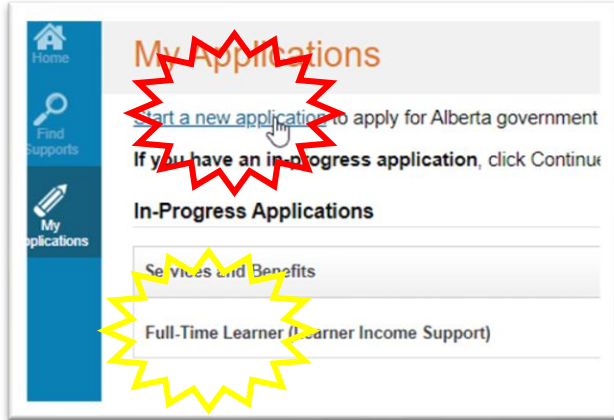 Home
Find
Supports
My
pplications
My Applications
Start a new application to apply for Alberta government
If you have an in-progress application, click Continue
In-Progress Applications
Services and Benefits
Full-Time Learner (Learner Income Support)